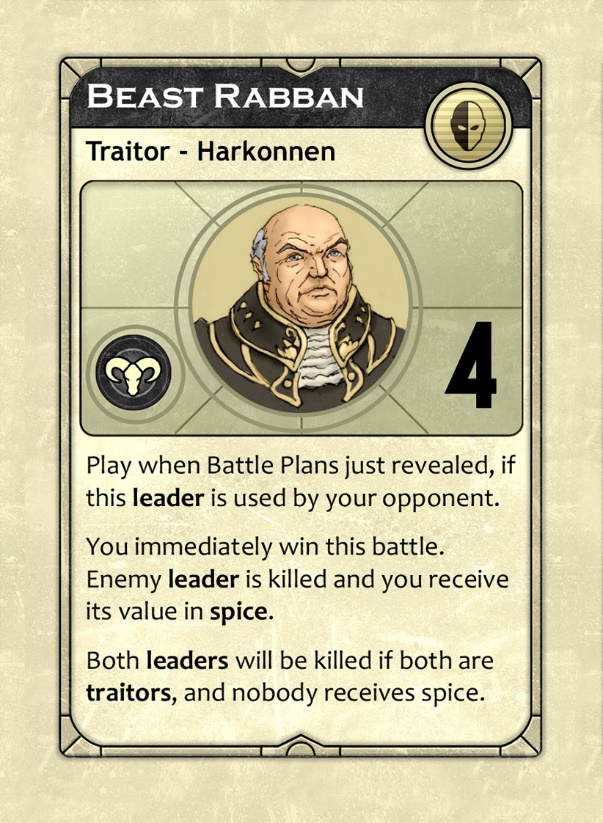 Beast Rabban
Traitor - Harkonnen
4
Play when Battle Plans just revealed, if
this leader is used by your opponent.
You immediately win this battle.
Enemy leader is killed and you receive
its value in spice.
Both leaders will be killed if both are
traitors, and nobody receives spice.